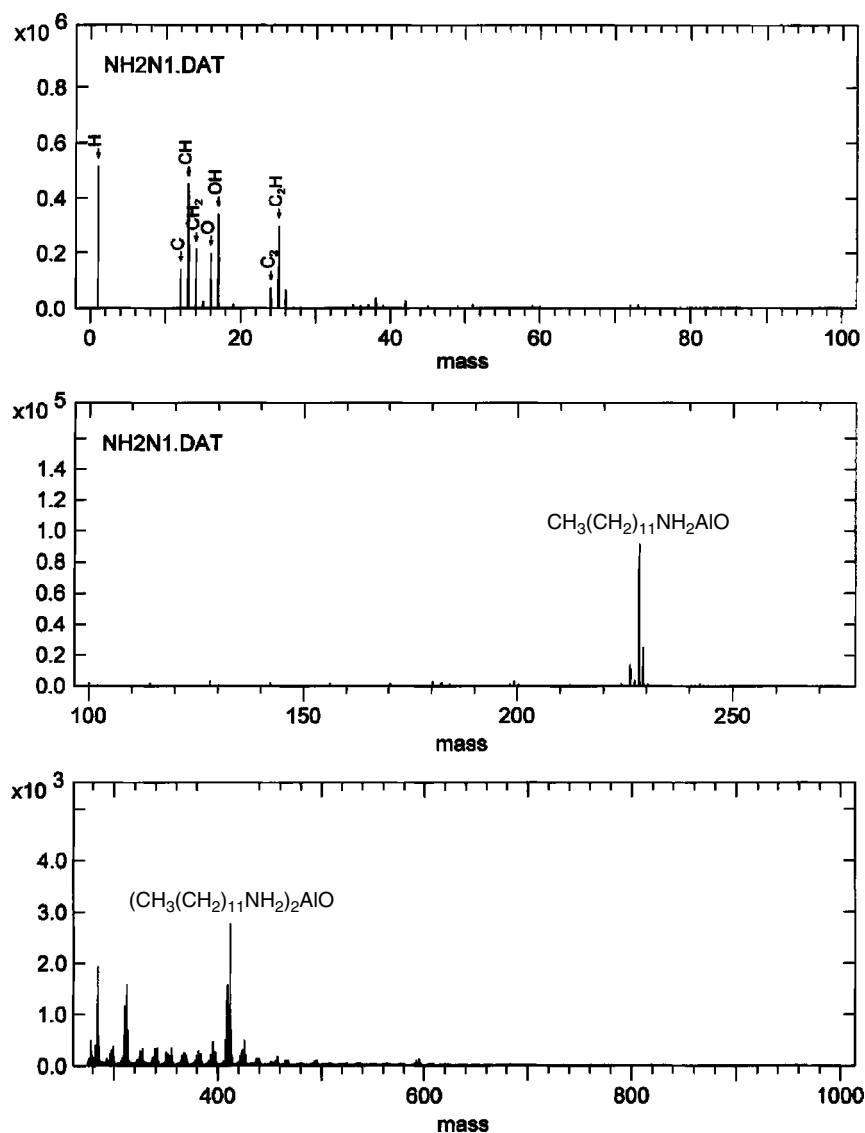 x10 6
NH2N1.DAT
0.8
0.6
0.4
0.2
0.0
H
C
CH
CH2
O
OH
C2
C2H
0 20 40 60 80 100
mass
x10 5
NH2N1.DAT
1.4
1.2
1.0
0.8
0.6
0.4
0.2
0.0
CH3(CH2)11NH2AlO
100 150 200 250
mass
x10 3
4.0
3.0
2.0
1.0
0.0
(CH3(CH2)11NH2)2AlO
400 600 800 1000
mass